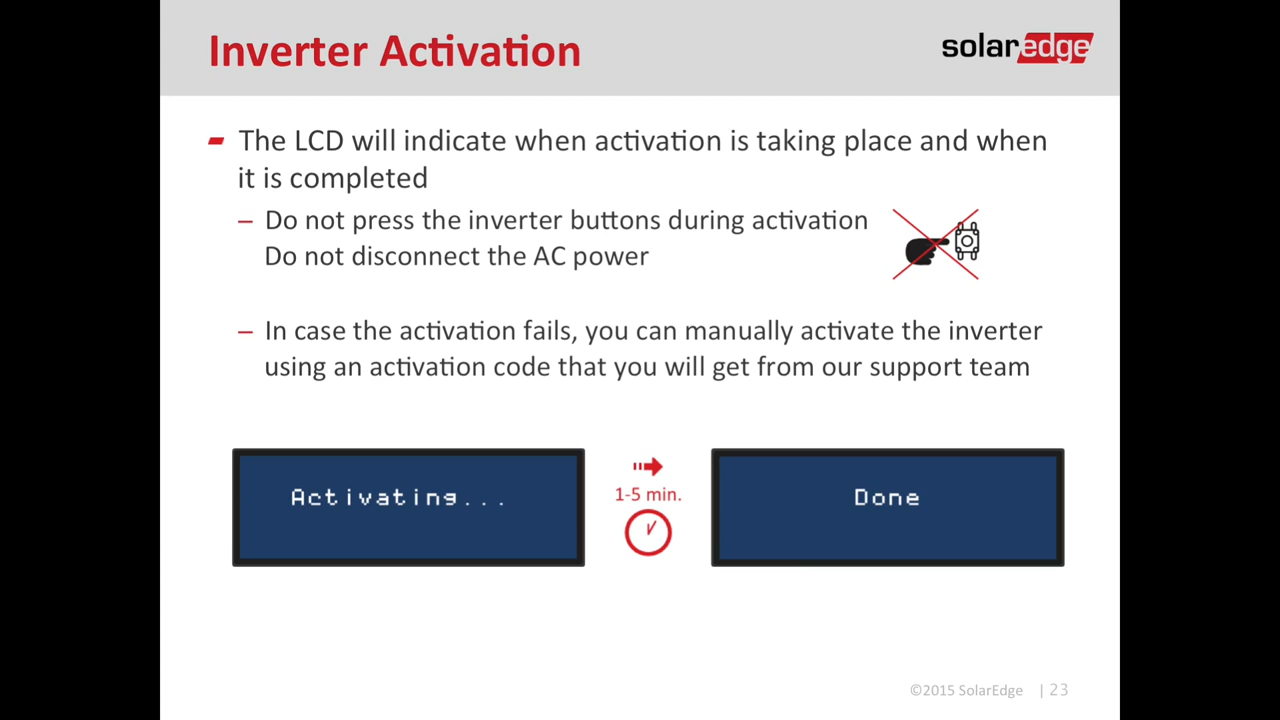 Inverter Activation
solaredge
The LCD will indicate when activation is taking place and when
it is completed
– Do not press the inverter buttons during activation
Do not disconnect the AC power
– In case the activation fails, you can manually activate the inverter
using an activation code that you will get from our support team
Activating...
1-5 min.
Done
©2015 SolarEdge | 23